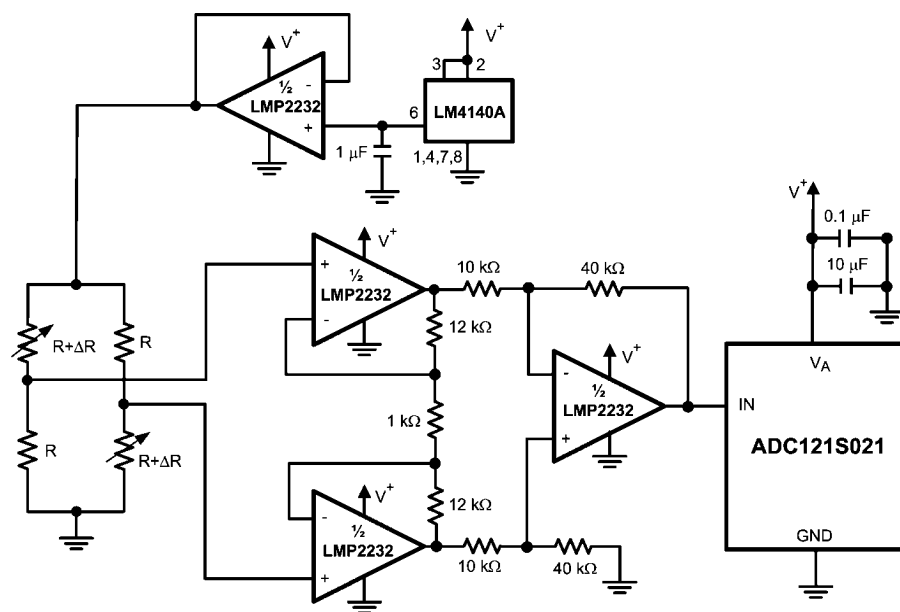 V+
V+
3
2
½
-
LMP2232
+
6
LM4140A
1 µF
1,4,7,8
V+
0.1 µF
10 µF
V+
+
½
LMP2232
-
10 kΩ
40 kΩ
12 kΩ
R+ΔR
R
V+
-
½
LMP2232
+
VA
IN
1 kΩ
ADC121S021
R
R+ΔR
V+
-
½
LMP2232
+
12 kΩ
10 kΩ
40 kΩ
GND